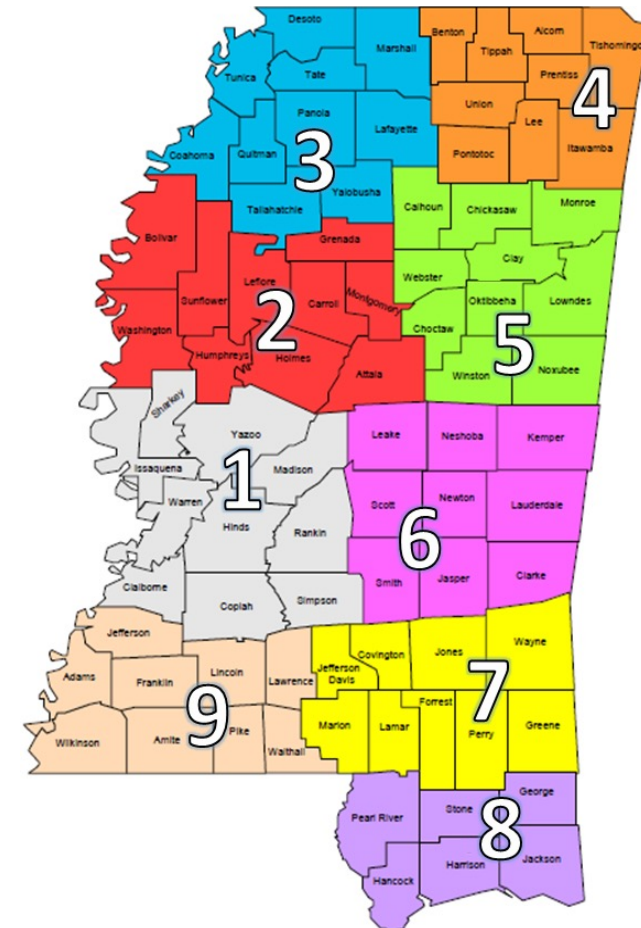 Desoto
Marshall
Tunica
Tate
Panola
Lafayette
Coahoma
Quitman
3
Yalobusha
Tallahatchie
Benton
Tippah
Alcorn
Tishomingo
Prentiss
4
Union
Lee
Itawamba
Pontotoc
Bolivar
Grenada
Sunflower
Leflore
Carroll
Montgomery
2
Washington
Humphreys
Holmes
Attala
Calhoun
Chickasaw
Monroe
Clay
Webster
Oktibbeha
Lowndes
Choctaw
5
Winston
Noxubee
Sharkey
Yazoo
Issaquena
1
Madison
Warren
Hinds
Rankin
Claiborne
Copiah
Simpson
Leake
Neshoba
Kemper
Scott
Newton
Lauderdale
6
Smith
Jasper
Clarke
Jefferson
Adams
Franklin
Lincoln
Lawrence
9
Wilkinson
Amite
Pike
Walthall
Jefferson
Davis
Covington
Jones
Wayne
7
Marion
Lamar
Forrest
Perry
Greene
Pearl River
Stone
George
8
Hancock
Harrison
Jackson